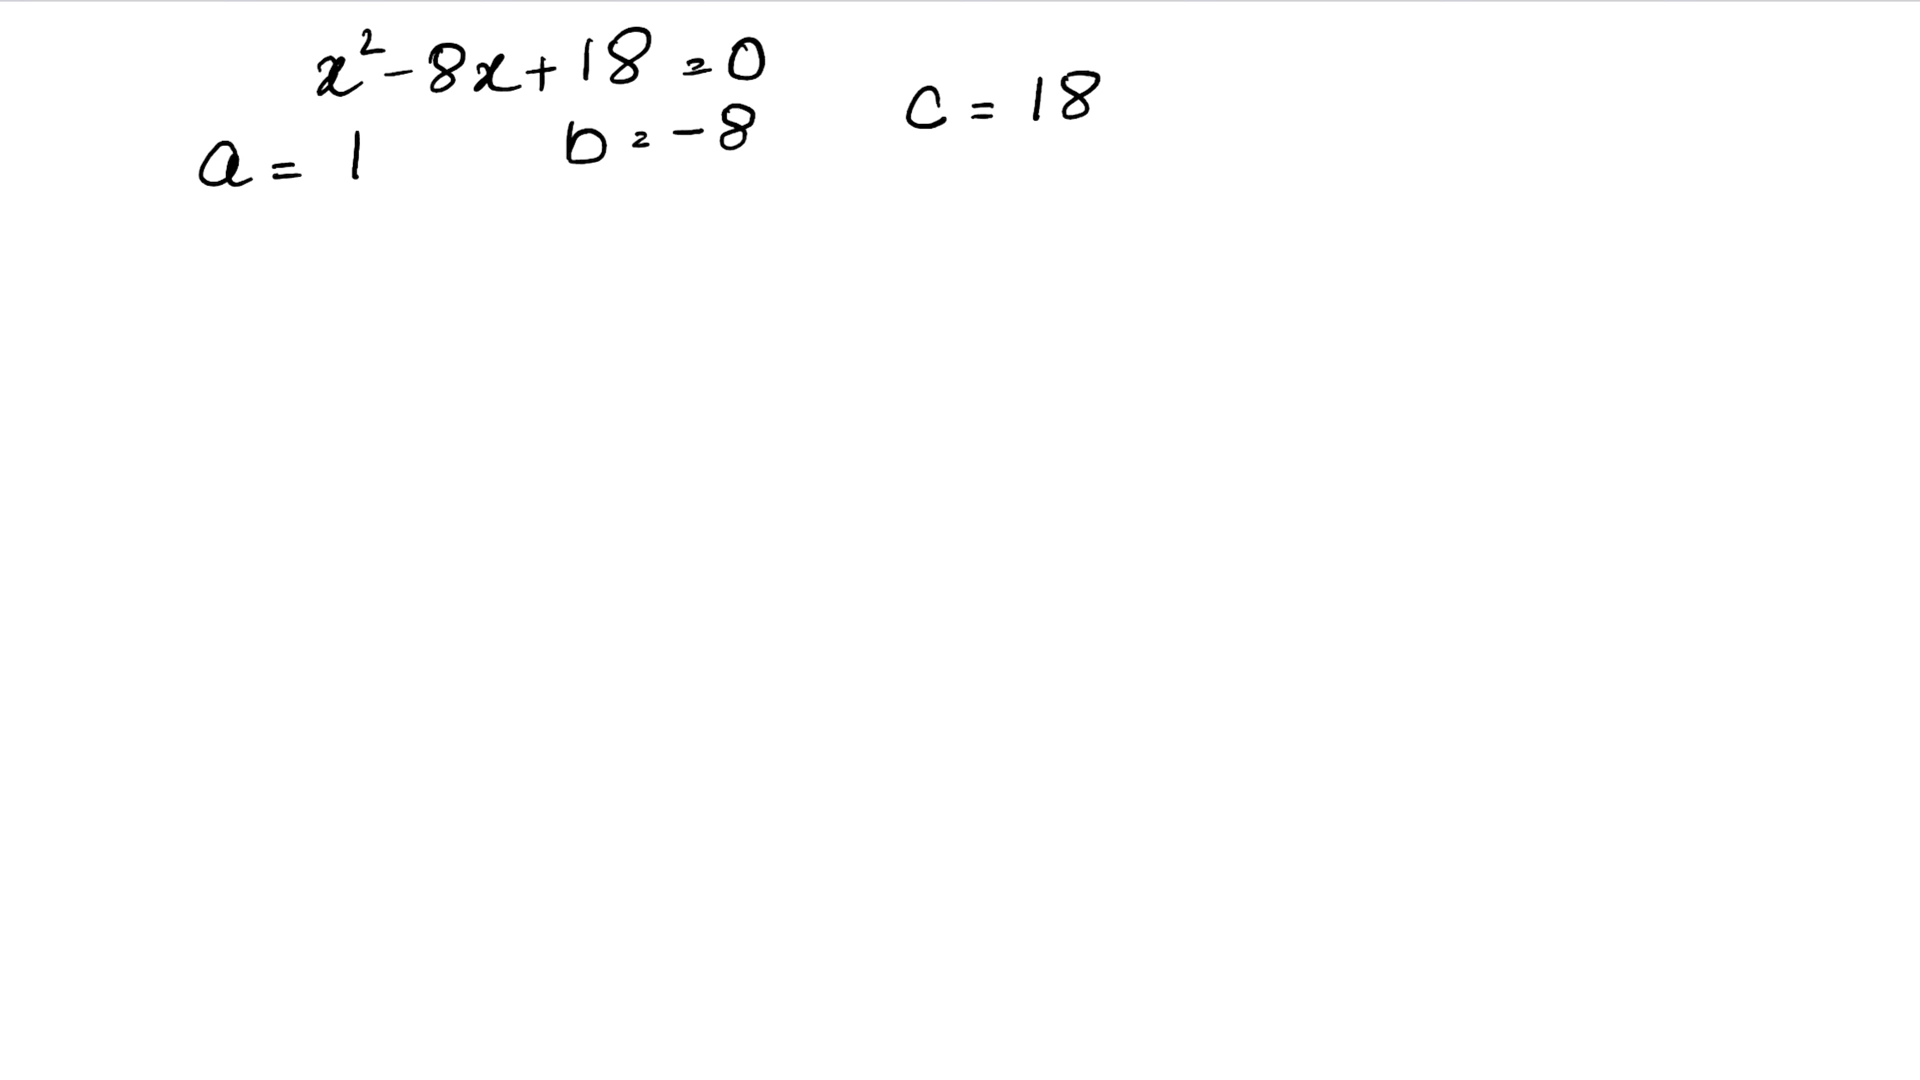 x² - 8x + 18 = 0
a = 1 b = -8 c = 18